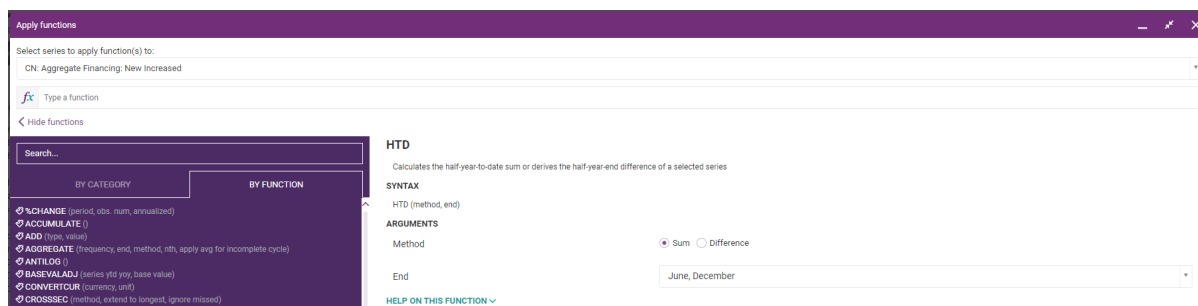 Apply functions
Select series to apply function(s) to:
CN: Aggregate Financing: New Increased
fx Type a function
Hide functions
Search...
BY CATEGORY
BY FUNCTION
%CHANGE (period, obs. num, annualized)
ACCUMULATE ()
ADD (type, value)
AGGREGATE (frequency, end, method, nth, apply avg for incomplete cycle)
ANTILOG ()
BASEVALADJ (series ytd yoy, base value)
CONVERTCUR (currency, unit)
CROSSSEC (method, extend to longest, ignore missed)
HTD
Calculates the half-year-to-date sum or derives the half-year-end difference of a selected series
SYNTAX
HTD (method, end)
ARGUMENTS
Method Sum Difference
End June, December
HELP ON THIS FUNCTION